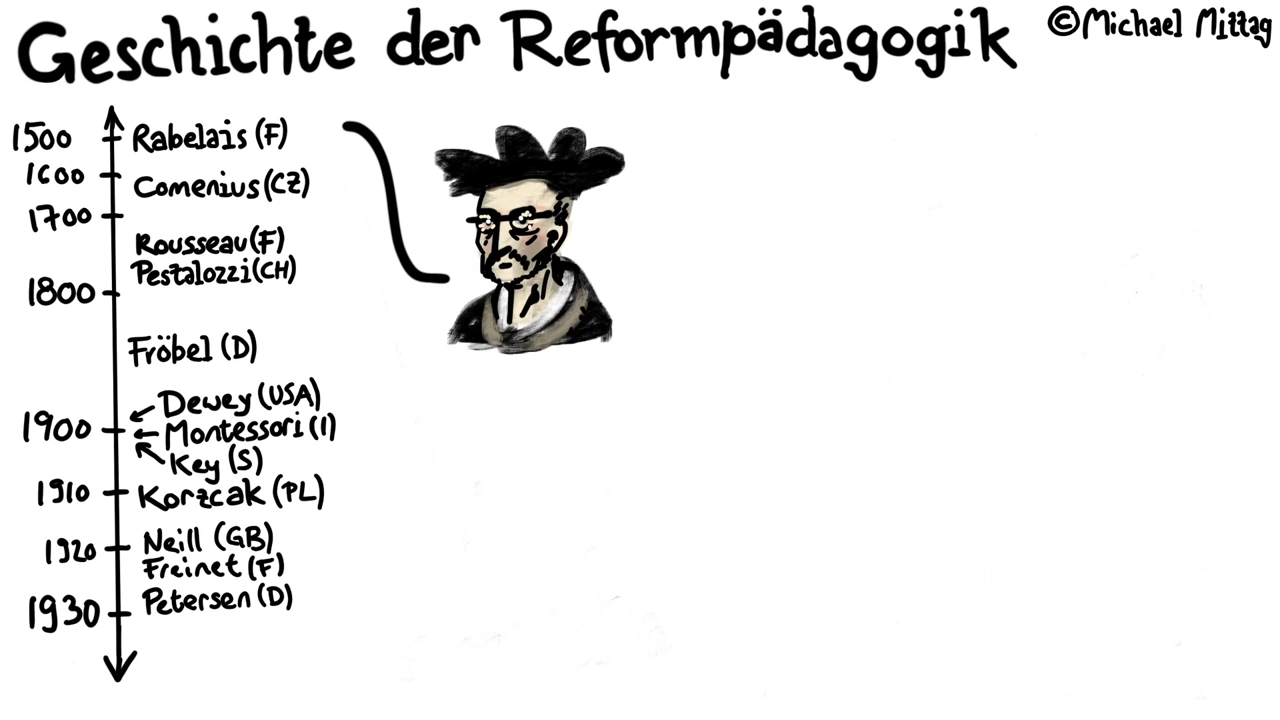 Geschichte der Reformpädagogik
©Michael Mittag
1500 Rabelais (F)
1600 Comenius (CZ)
1700
Rousseau (F)
Pestalozzi (CH)
1800
Fröbel (D)
Dewey (USA)
1900 Montessori (I)
Key (S)
1910 Korzcak (PL)
1920 Neill (GB)
Freinet (F)
Petersen (D)
1930